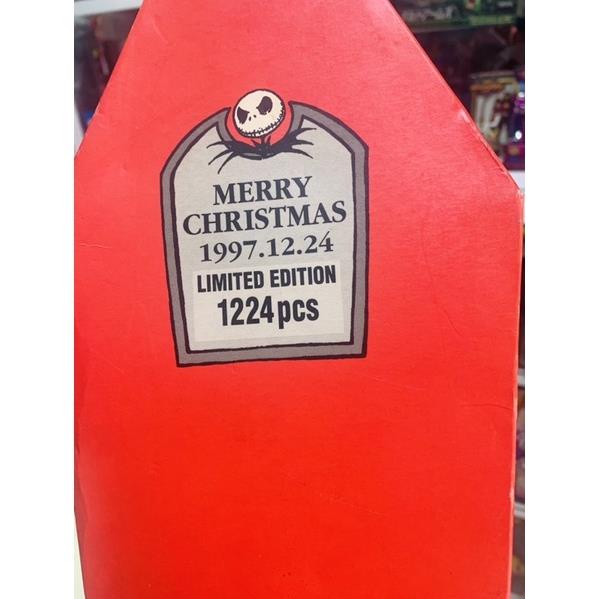 MERRY
CHRISTMAS
1997.12.24
LIMITED EDITION
1224pcs